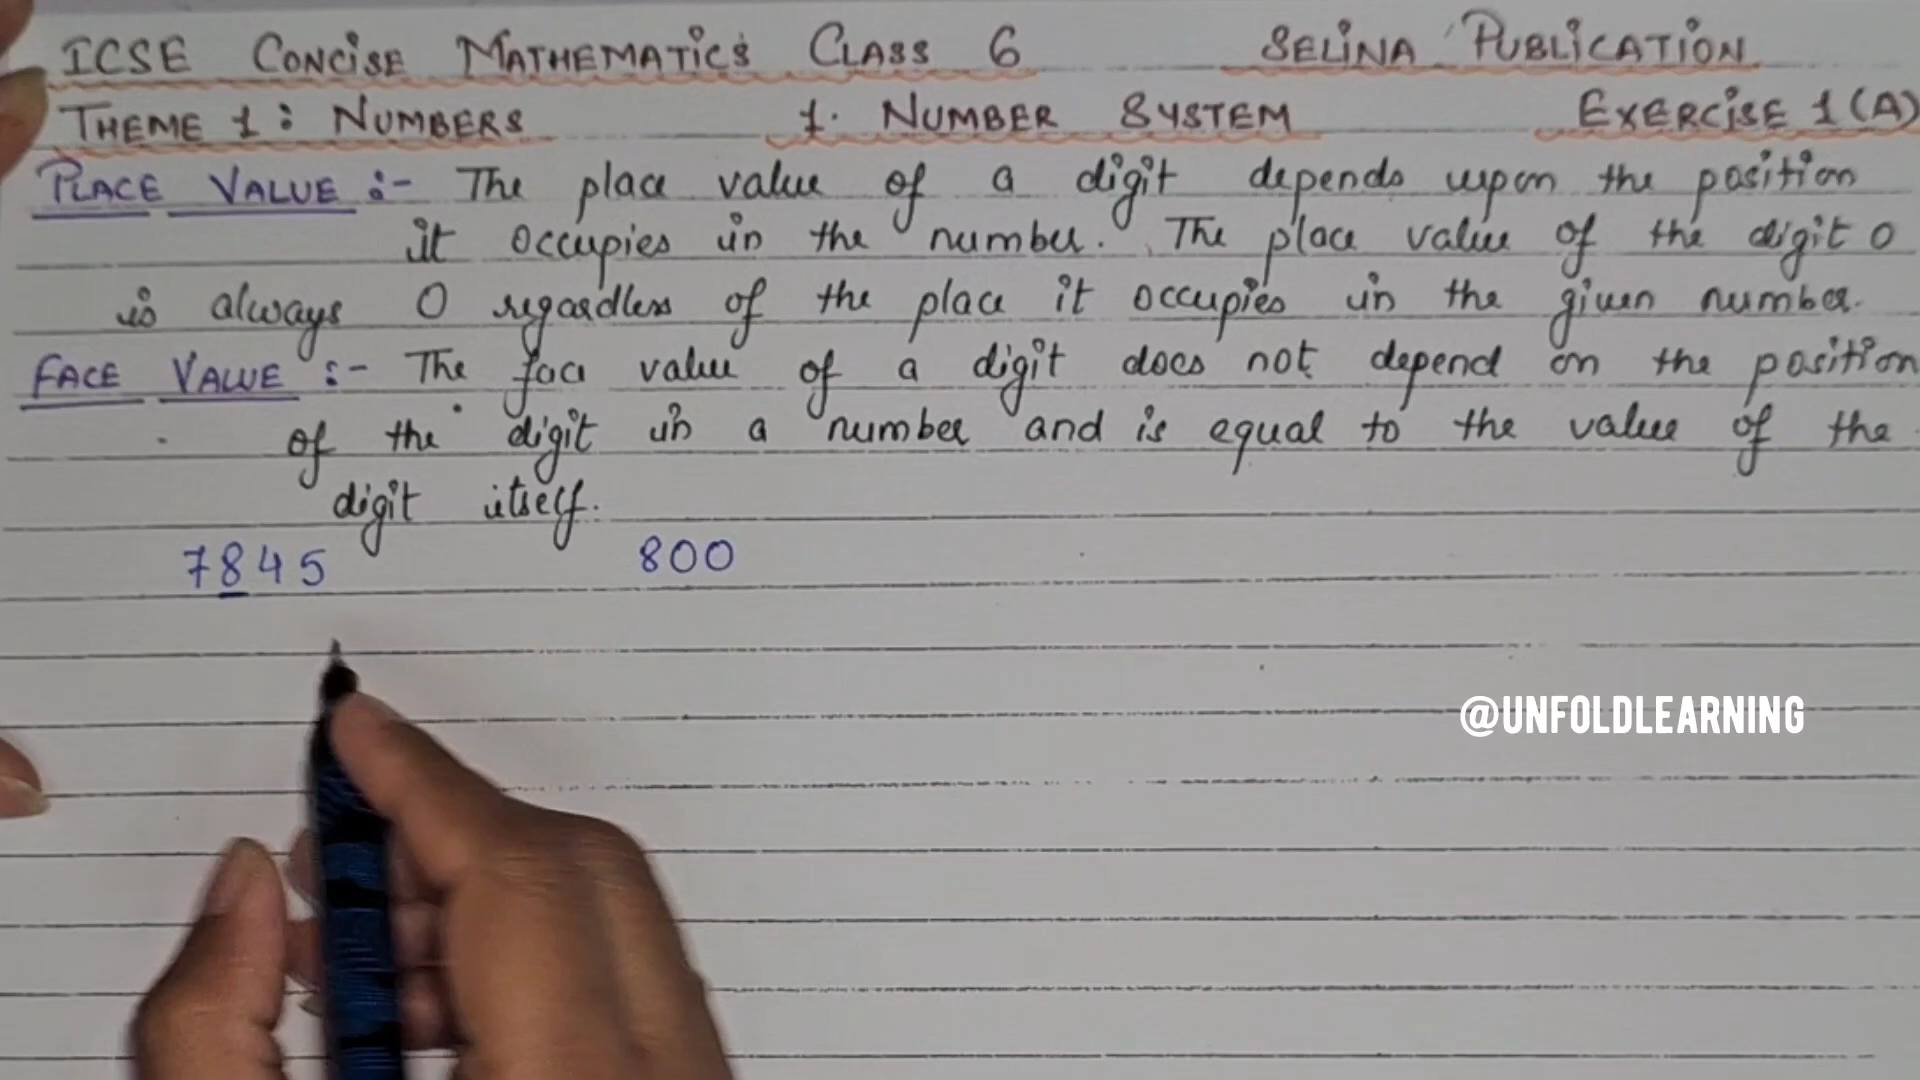 ICSE CONCISE MATHEMATICS CLASS 6 SELINA PUBLICATION
THEME 1: NUMBERS 1. NUMBER SYSTEM EXERCISE 1(A)
PLACE VALUE :- The place value of a digit depends upon the position
it occupies in the number. The place value of the digit 0
is always 0 regardless of the place it occupies in the given number.
FACE VALUE :- The face value of a digit does not depend on the position
of the digit in a number and is equal to the value of the
digit itself.
7845 800
@UNFOLDLEARNING